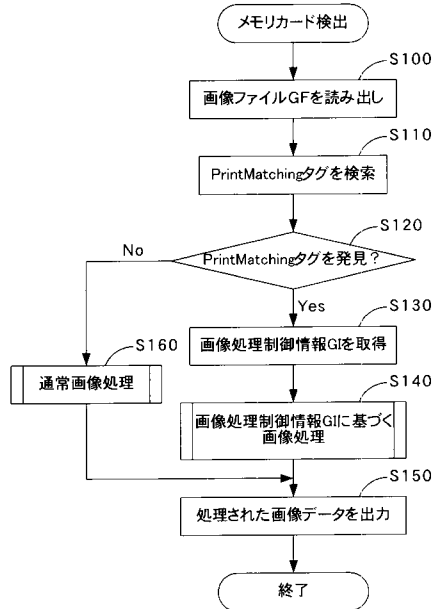 メモリカード検出
S100
画像ファイルGFを読み出し
S110
PrintMatchingタグを検索
S120
PrintMatchingタグを発見?
No
Yes
S130
画像処理制御情報GIを取得
S160
通常画像処理
S140
画像処理制御情報GIに基づく
画像処理
S150
処理された画像データを出力
終了